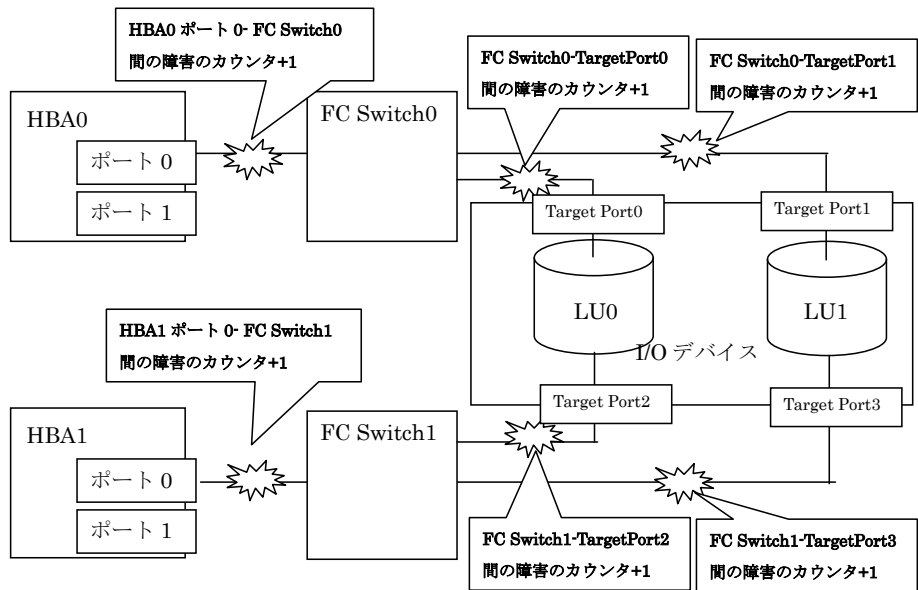 HBA0 ポート 0- FC Switch0
間の障害のカウンタ+1
FC Switch0-TargetPort0
間の障害のカウンタ+1
FC Switch0-TargetPort1
間の障害のカウンタ+1
HBA0
ポート 0
ポート 1
FC Switch0
Target Port0
Target Port1
LU0
LU1
I/O デバイス
HBA1 ポート 0- FC Switch1
間の障害のカウンタ+1
Target Port2
Target Port3
HBA1
ポート 0
ポート 1
FC Switch1
FC Switch1-TargetPort2
間の障害のカウンタ+1
FC Switch1-TargetPort3
間の障害のカウンタ+1